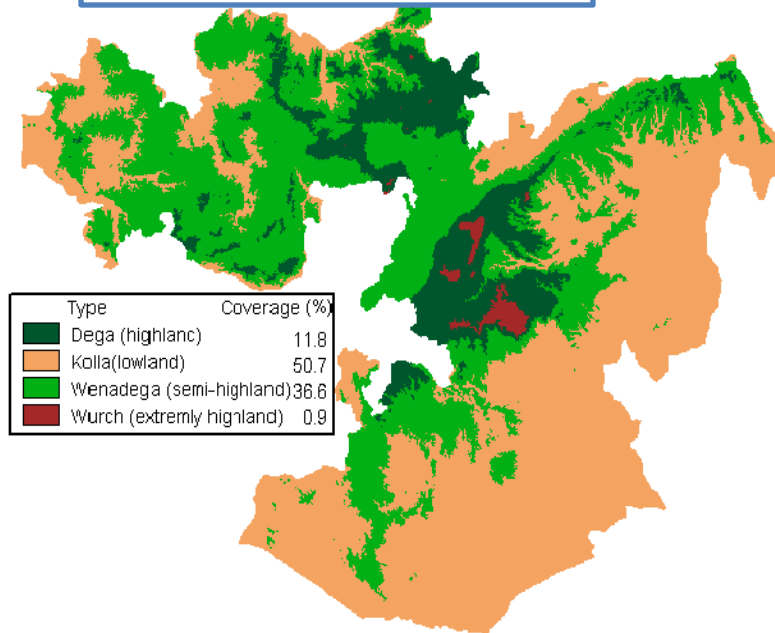 Type Coverage (%)
Dega (highlanc) 11.8
Kolla(lowland) 50.7
Wenadega (semi-highland) 36.6
Wurch (extremly highland) 0.9